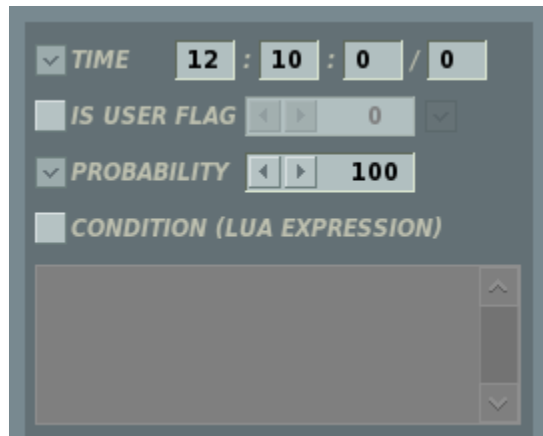 TIME 12 : 10 : 0 / 0
IS USER FLAG 0
PROBABILITY 100
CONDITION (LUA EXPRESSION)